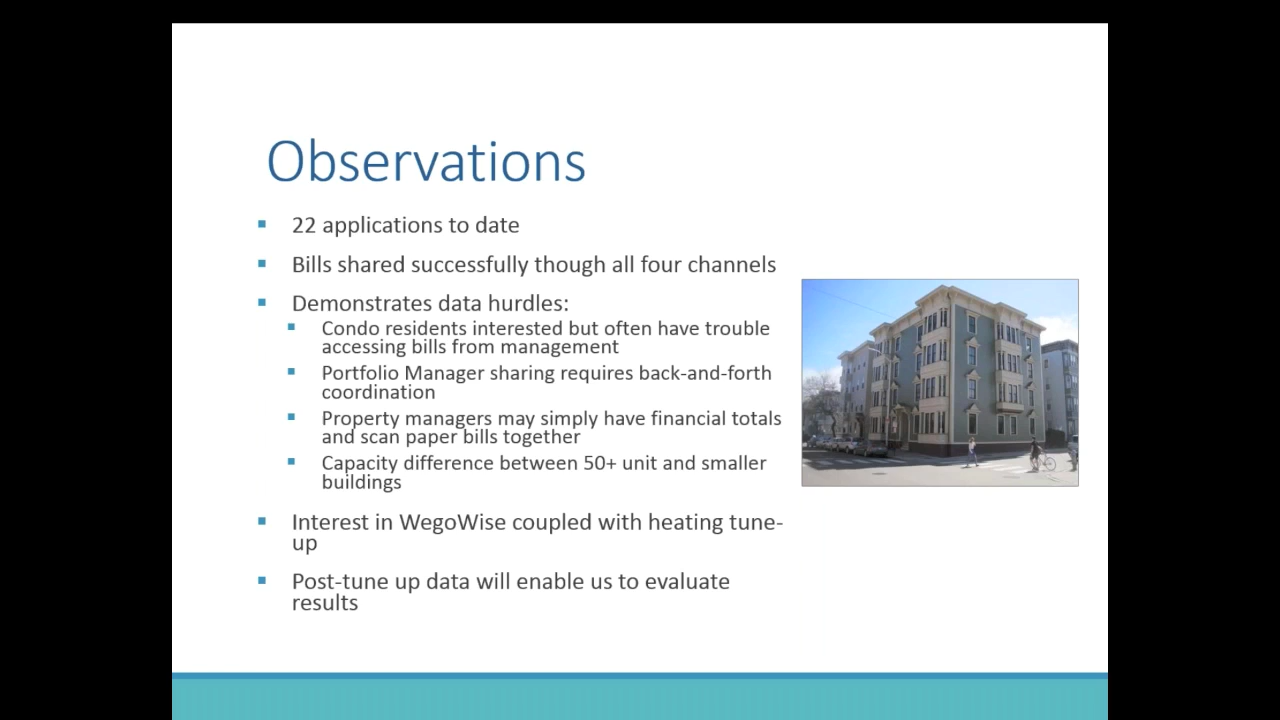 Observations
22 applications to date
Bills shared successfully though all four channels
Demonstrates data hurdles:
Condo residents interested but often have trouble
accessing bills from management
Portfolio Manager sharing requires back-and-forth
coordination
Property managers may simply have financial totals
and scan paper bills together
Capacity difference between 50+ unit and smaller
buildings
Interest in WegoWise coupled with heating tune-
up
Post-tune up data will enable us to evaluate
results